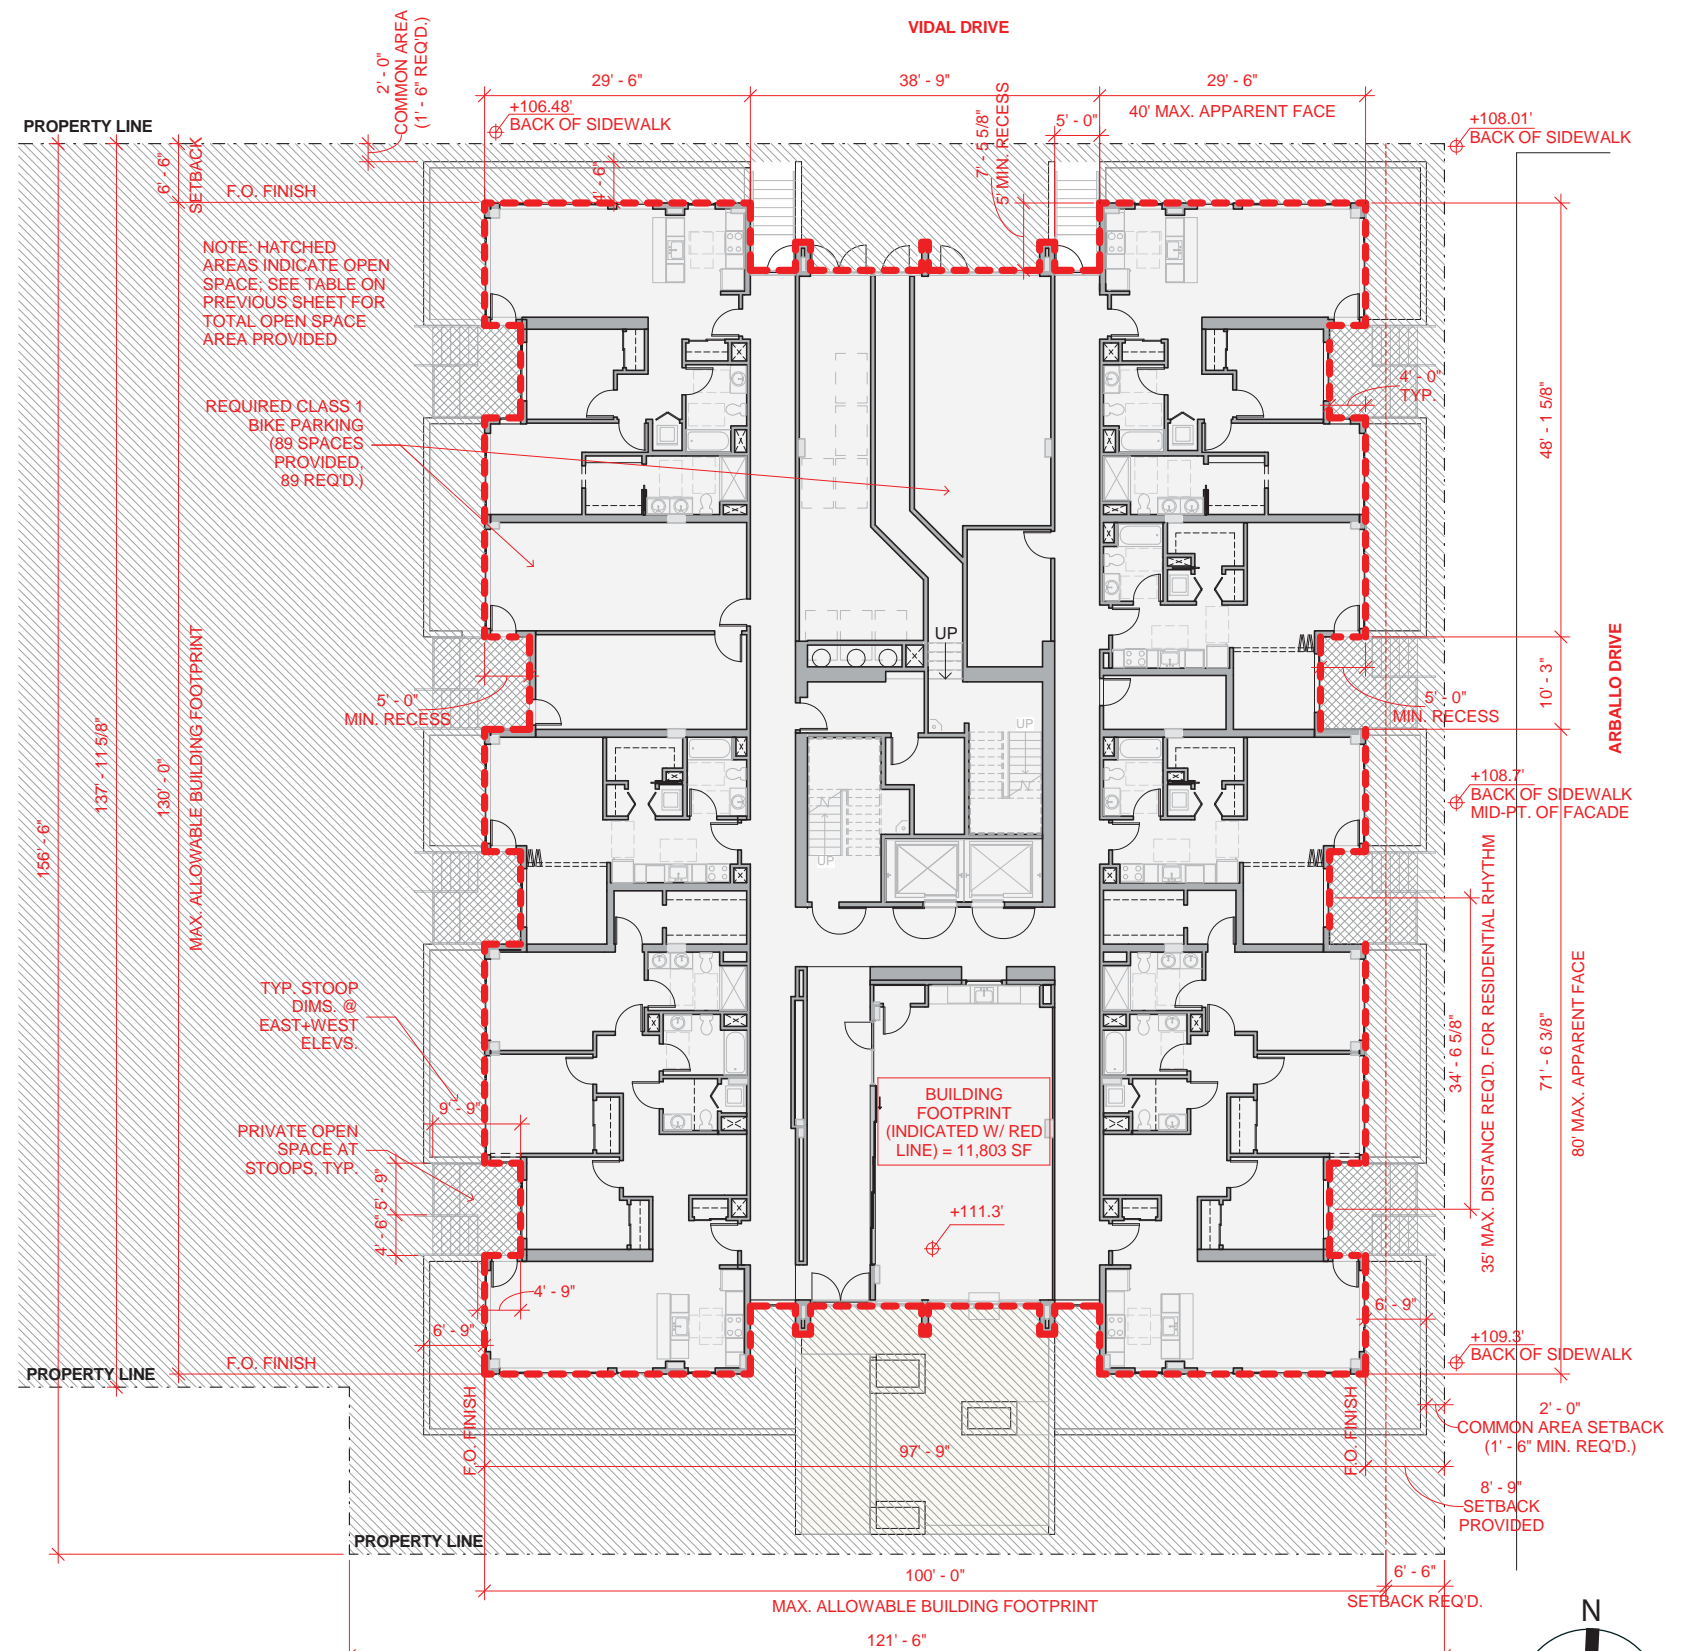 VIDAL DRIVE
2' - 0"
COMMON AREA
(1' - 6" REQ'D.)
29' - 6"
38' - 9"
29' - 6"
+106.48'
BACK OF SIDEWALK
7' - 5 5/8"
5' MIN. RECESS
5' - 0"
40' MAX. APPARENT FACE
+108.01'
BACK OF SIDEWALK
PROPERTY LINE
6' - 6"
SETBACK
F.O. FINISH
4' - 6"
NOTE: HATCHED
AREAS INDICATE OPEN
SPACE; SEE TABLE ON
PREVIOUS SHEET FOR
TOTAL OPEN SPACE
AREA PROVIDED
REQUIRED CLASS 1
BIKE PARKING
(89 SPACES
PROVIDED,
89 REQ'D.)
4' - 0"
TYP.
48' - 1 5/8"
UP
5' - 0"
MIN. RECESS
5' - 0"
MIN. RECESS
10' - 3"
ARBALLO DRIVE
UP
N
N
UP
156' - 6"
137' - 11 5/8"
130' - 0"
MAX. ALLOWABLE BUILDING FOOTPRINT
+108.7'
BACK OF SIDEWALK
MID-PT. OF FACADE
34' - 6 5/8"
35' MAX. DISTANCE REQ'D. FOR RESIDENTIAL RHYTHM
71' - 6 3/8"
80' MAX. APPARENT FACE
TYP. STOOP
DIMS. @
EAST+WEST
ELEVS.
9' - 9"
PRIVATE OPEN
SPACE AT
STOOPS, TYP.
5' - 9"
4' - 6"
BUILDING
FOOTPRINT
(INDICATED W/ RED
LINE) = 11,803 SF
+111.3'
4' - 9"
6' - 9"
6' - 9"
+109.3'
BACK OF SIDEWALK
F.O. FINISH
PROPERTY LINE
F.O. FINISH
F.O. FINISH
2' - 0"
COMMON AREA SETBACK
(1' - 6" MIN. REQ'D.)
97' - 9"
8' - 9"
SETBACK
PROVIDED
PROPERTY LINE
100' - 0"
MAX. ALLOWABLE BUILDING FOOTPRINT
6' - 6"
SETBACK REQ'D.
121' - 6"
N